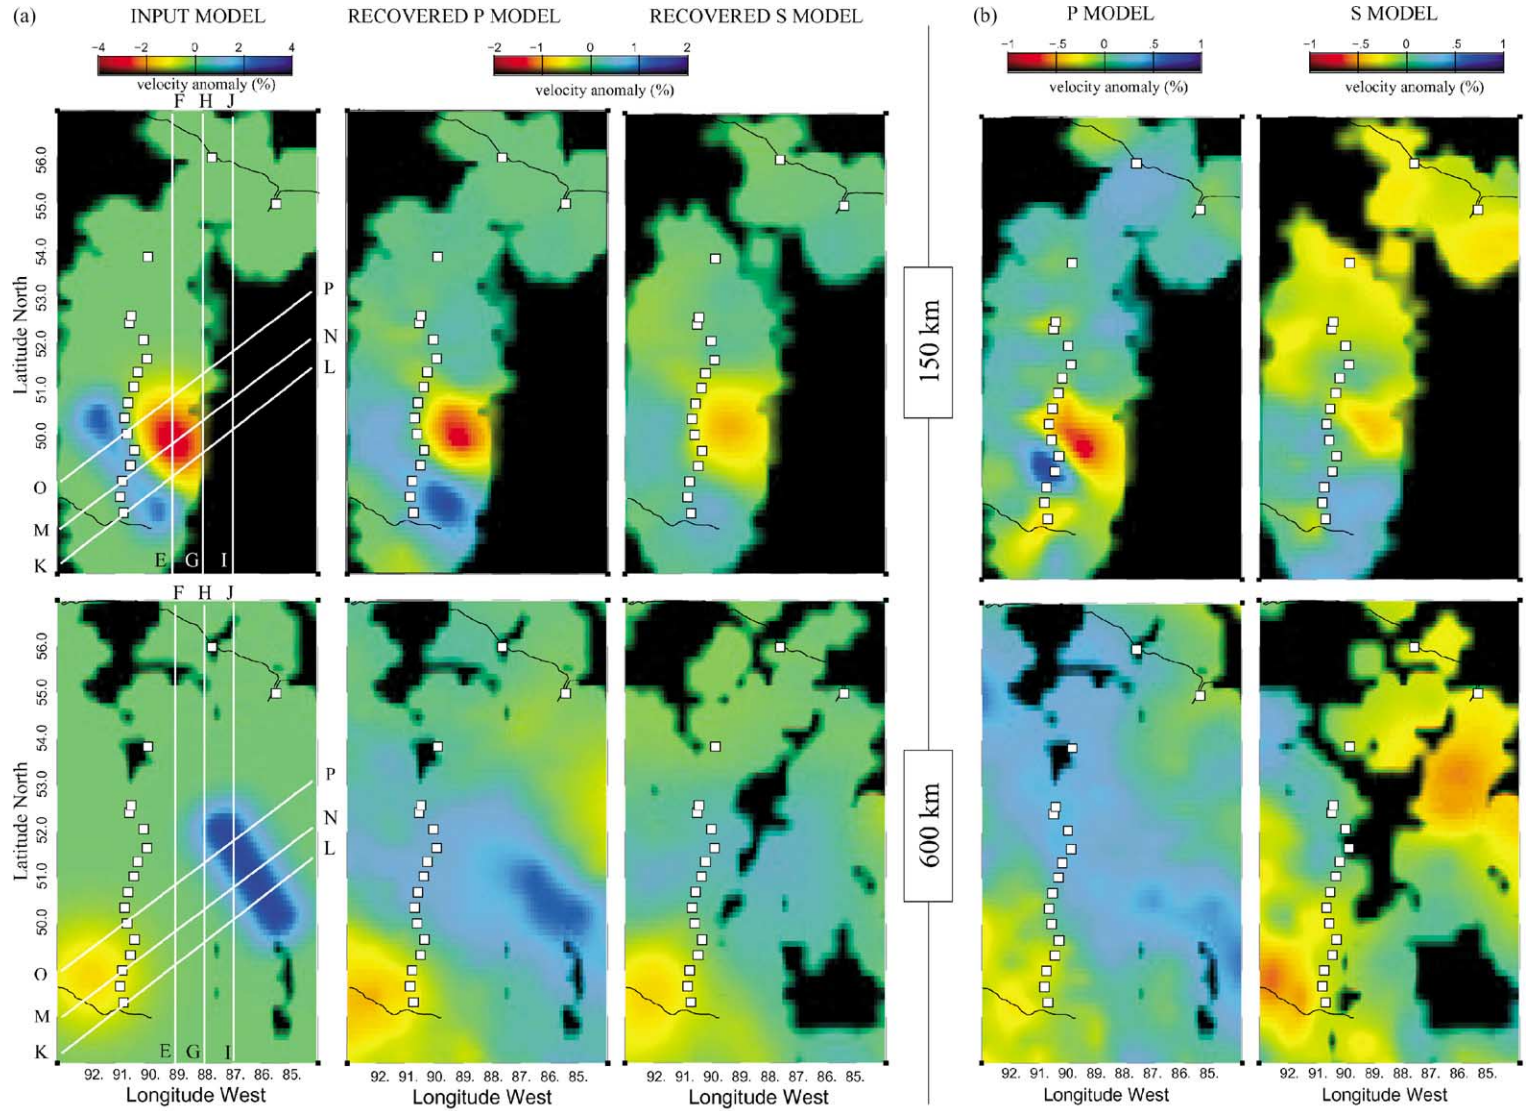 (a) INPUT MODEL RECOVERED P MODEL RECOVERED S MODEL (b) P MODEL S MODEL
−4 −2 0 2 4 −2 −1 0 1 2 −1 −.5 0 .5 1 −1 −.5 0 .5 1
velocity anomaly (%) velocity anomaly (%) velocity anomaly (%) velocity anomaly (%)
F H J
Latitude North
56.0
55.0
54.0
53.0
52.0
51.0
50.0
P
N
L
O
M
K
E G I
150 km
F H J
Latitude North
56.0
55.0
54.0
53.0
52.0
51.0
50.0
P
N
L
O
M
K
E G I
600 km
92. 91. 90. 89. 88. 87. 86. 85. 92. 91. 90. 89. 88. 87. 86. 85. 92. 91. 90. 89. 88. 87. 86. 85. 92. 91. 90. 89. 88. 87. 86. 85. 92. 91. 90. 89. 88. 87. 86. 85.
Longitude West Longitude West Longitude West Longitude West Longitude West